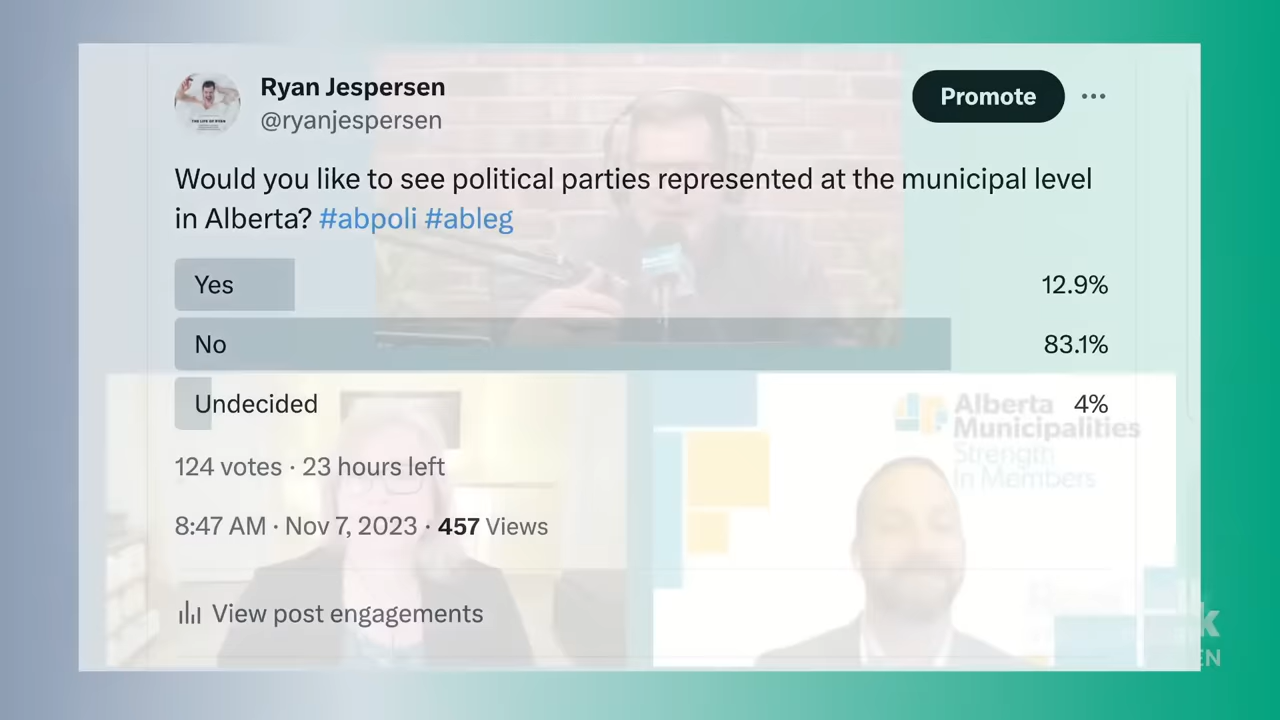 Ryan Jespersen
@ryanjespersen
Promote
Would you like to see political parties represented at the municipal level
in Alberta? #abpoli #ableg
Yes 12.9%
No 83.1%
Undecided 4%
124 votes · 23 hours left
8:47 AM · Nov 7, 2023 · 457 Views
View post engagements
Alberta
Municipalities
Strength
In Members